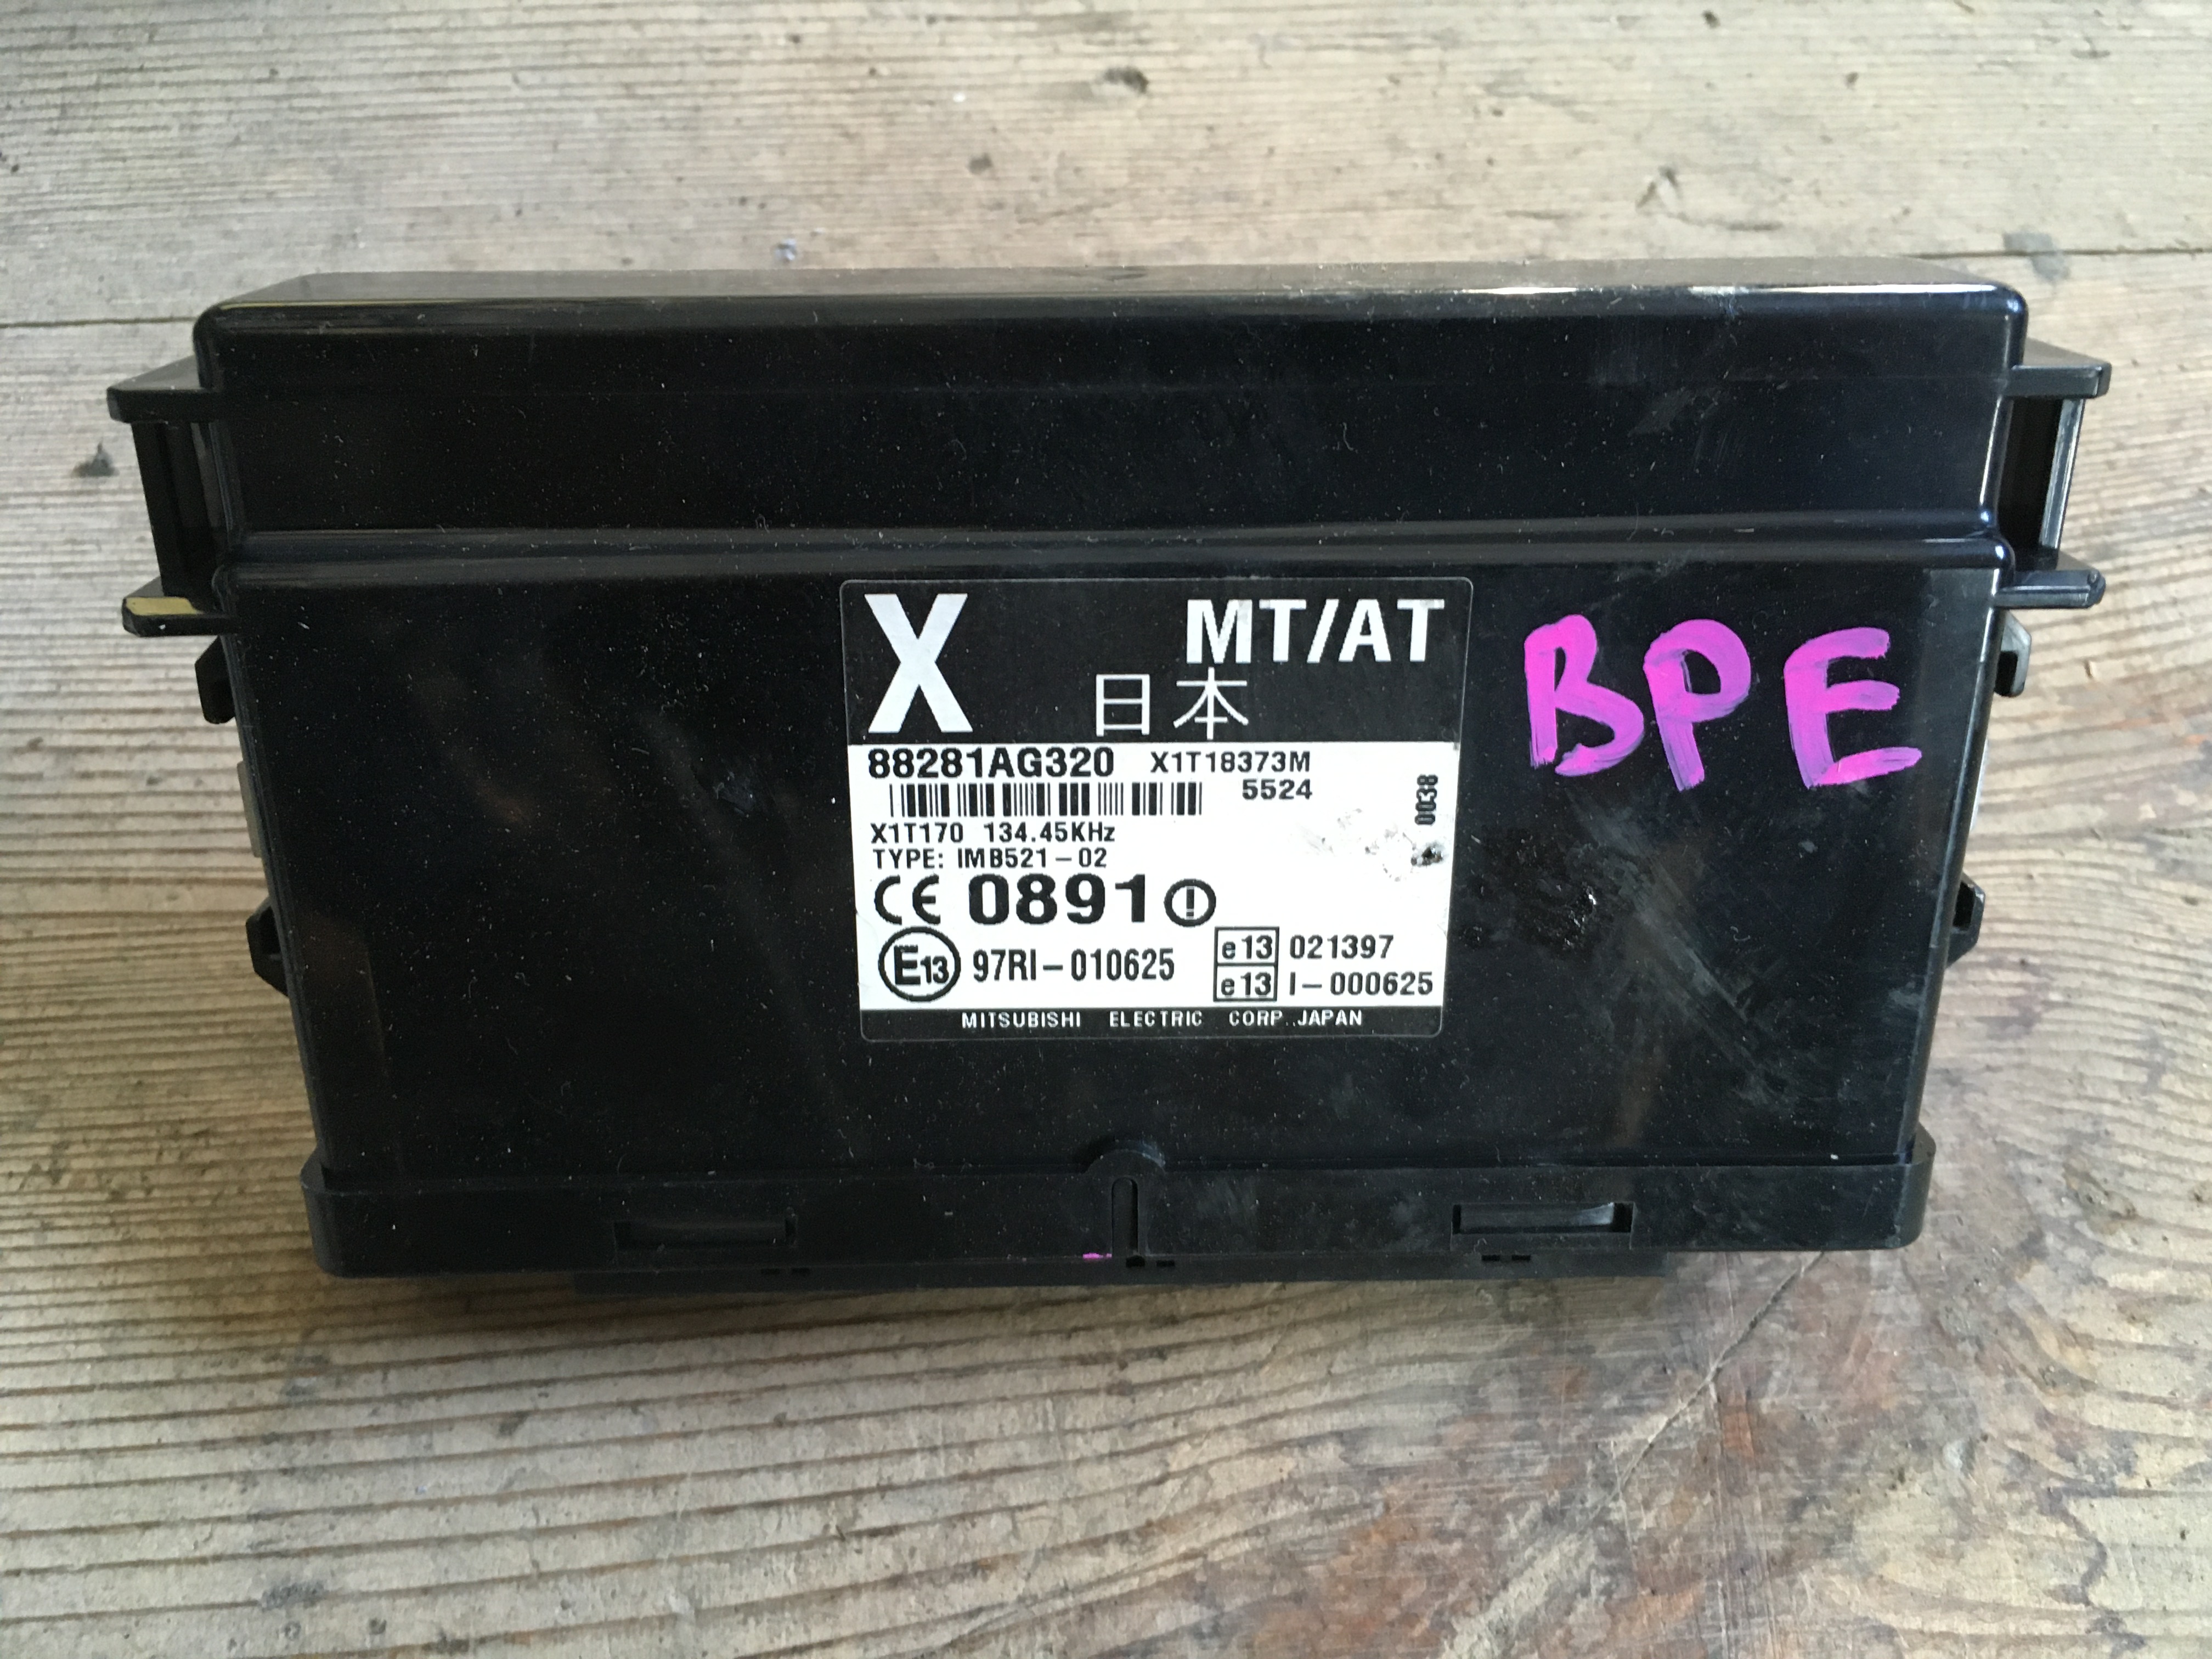 X MT/AT
日本
BPE
88281AG320 X1T18373M
5524
0038
X1T170 134.45KHz
TYPE: IMB521-02
CE 0891
E13 97RI-010625
e13 021397
e13 I-000625
MITSUBISHI ELECTRIC CORP. JAPAN